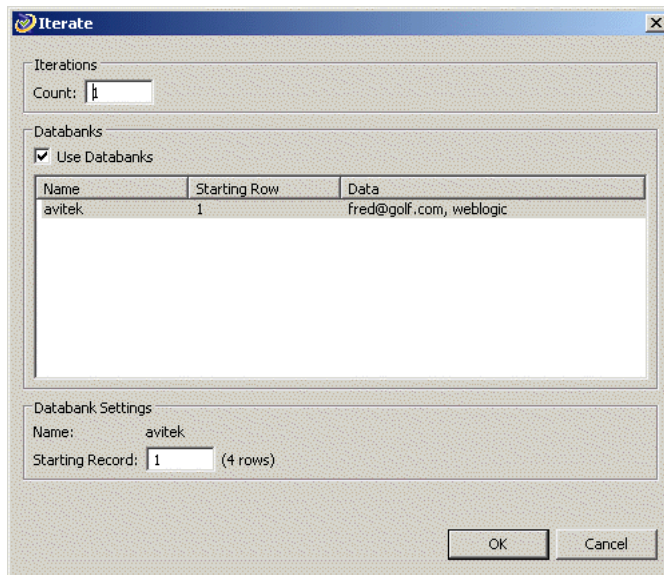 Iterate
Iterations
Count: 1
Databanks
Use Databanks
Name Starting Row Data
avitek 1 fred@golf.com, weblogic
Databank Settings
Name: avitek
Starting Record: 1 (4 rows)
OK Cancel